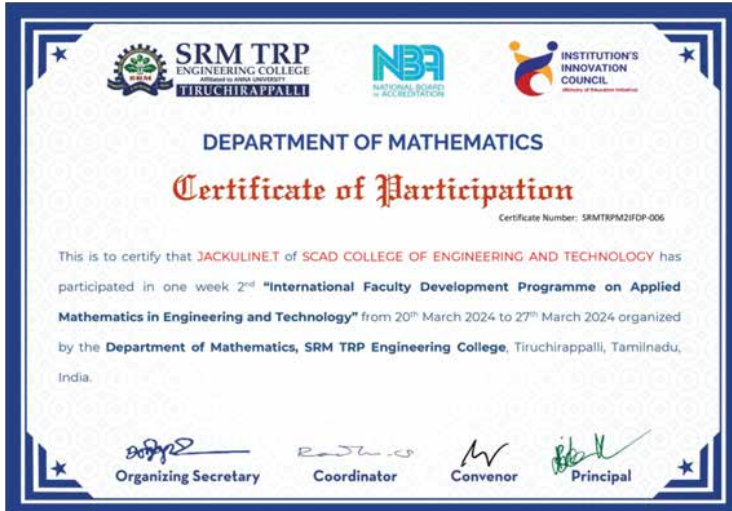 SRM TRP
ENGINEERING COLLEGE
Affiliated to ANNA UNIVERSITY
TIRUCHIRAPPALLI
SRM
NBA
NATIONAL BOARD
of ACCREDITATION
INSTITUTION'S
INNOVATION
COUNCIL
(Ministry of Education Initiative)
DEPARTMENT OF MATHEMATICS
Certificate of Participation
Certificate Number: SRMTRPM2IFDP-006
This is to certify that JACKULINE.T of SCAD COLLEGE OF ENGINEERING AND TECHNOLOGY has
participated in one week 2nd “International Faculty Development Programme on Applied
Mathematics in Engineering and Technology” from 20th March 2024 to 27th March 2024 organized
by the Department of Mathematics, SRM TRP Engineering College, Tiruchirappalli, Tamilnadu,
India.
Organizing Secretary
Coordinator
Convenor
Principal